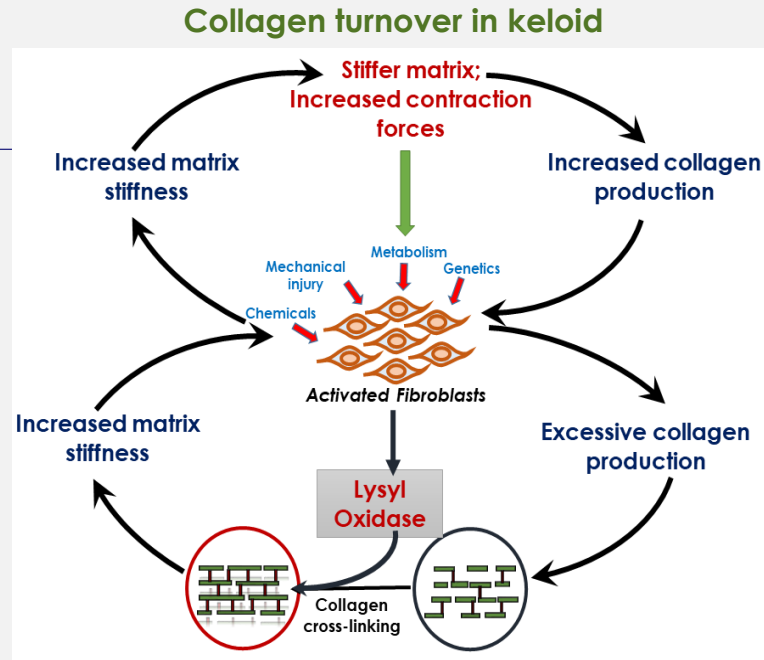 Collagen turnover in keloid
Stiffer matrix;
Increased contraction
forces
Increased matrix
stiffness
Increased collagen
production
Metabolism
Mechanical
injury
Genetics
Chemicals
Activated Fibroblasts
Increased matrix
stiffness
Excessive collagen
production
Lysyl
Oxidase
Collagen
cross-linking